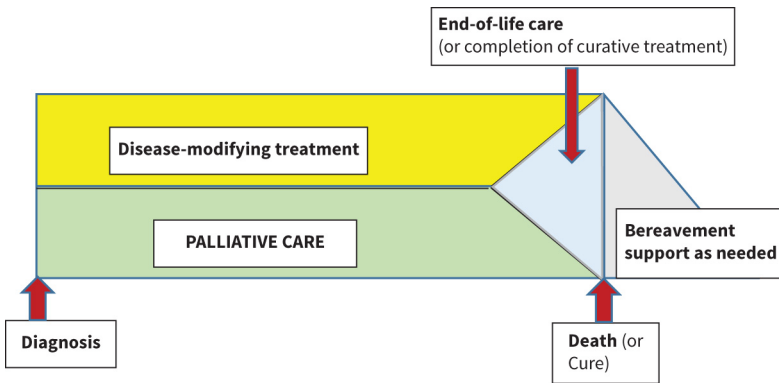 End-of-life care
(or completion of curative treatment)
Disease-modifying treatment
PALLIATIVE CARE
Bereavement
support as needed
Diagnosis
Death (or
Cure)